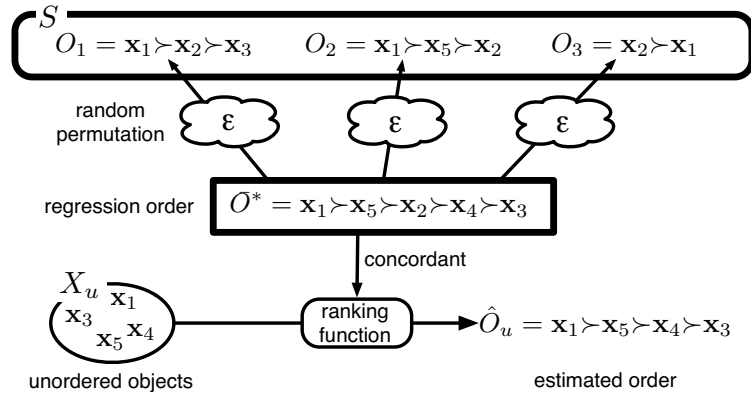 S
O₁ = x₁≻x₂≻x₃ O₂ = x₁≻x₅≻x₂ O₃ = x₂≻x₁
random
permutation
ε ε ε
regression order
Ō* = x₁≻x₅≻x₂≻x₄≻x₃
concordant
Xᵤ
x₁
x₃
x₅ x₄
ranking
function
Ôᵤ = x₁≻x₅≻x₄≻x₃
unordered objects
estimated order